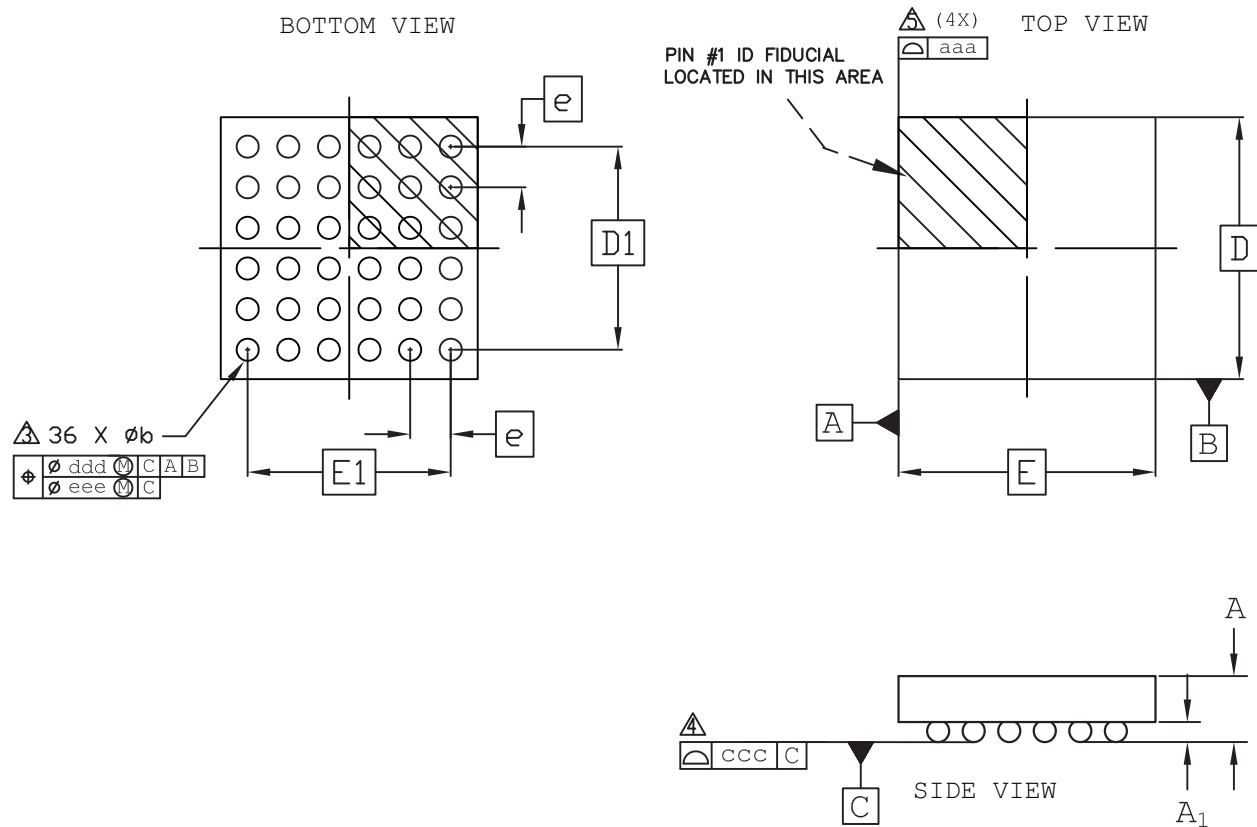 BOTTOM VIEW
5 (4X)
TOP VIEW
aaa
PIN #1 ID FIDUCIAL
LOCATED IN THIS AREA
e
D1
D
A
B
3 36 X Øb
e
⌖ Ø ddd Ⓜ C A B
Ø eee Ⓜ C
E1
E
A
4
⌓ ccc C
C
SIDE VIEW
A₁